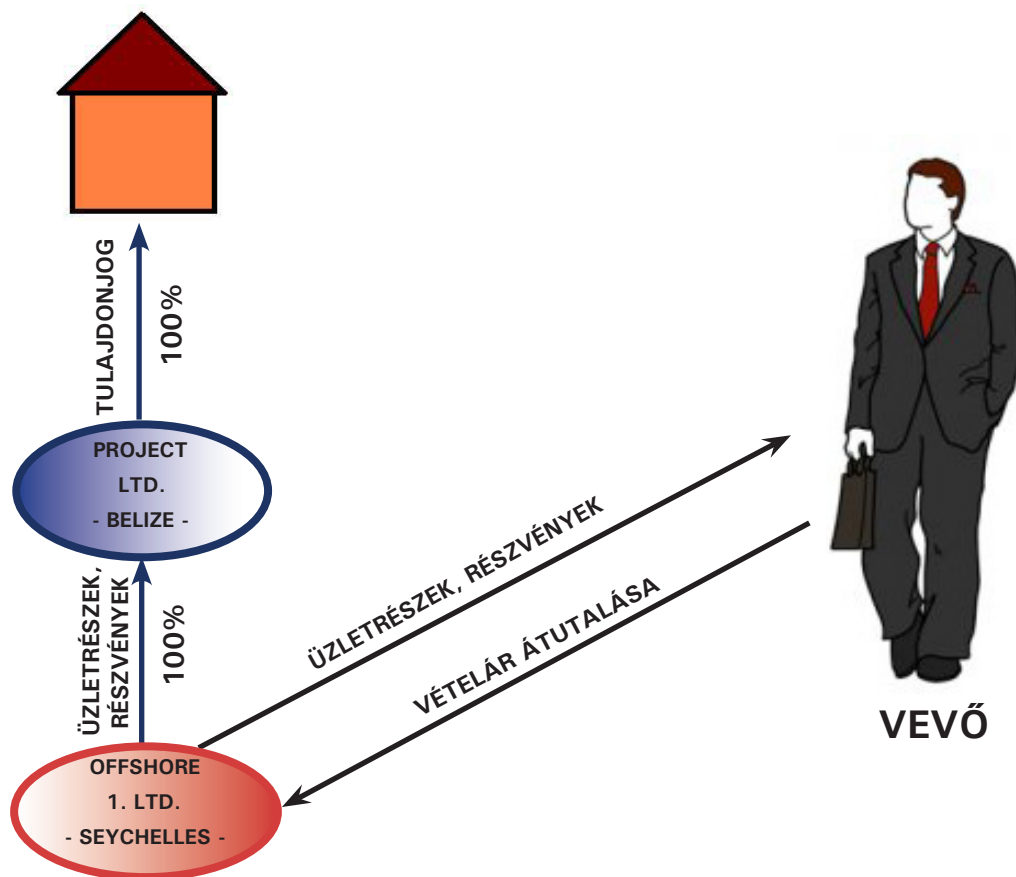 TULAJDONJOG
100%
PROJECT
LTD.
- BELIZE -
ÜZLETRÉSZEK,
RÉSZVÉNYEK
100%
ÜZLETRÉSZEK, RÉSZVÉNYEK
VÉTELÁR ÁTUTALÁSA
VEVŐ
OFFSHORE
1. LTD.
- SEYCHELLES -